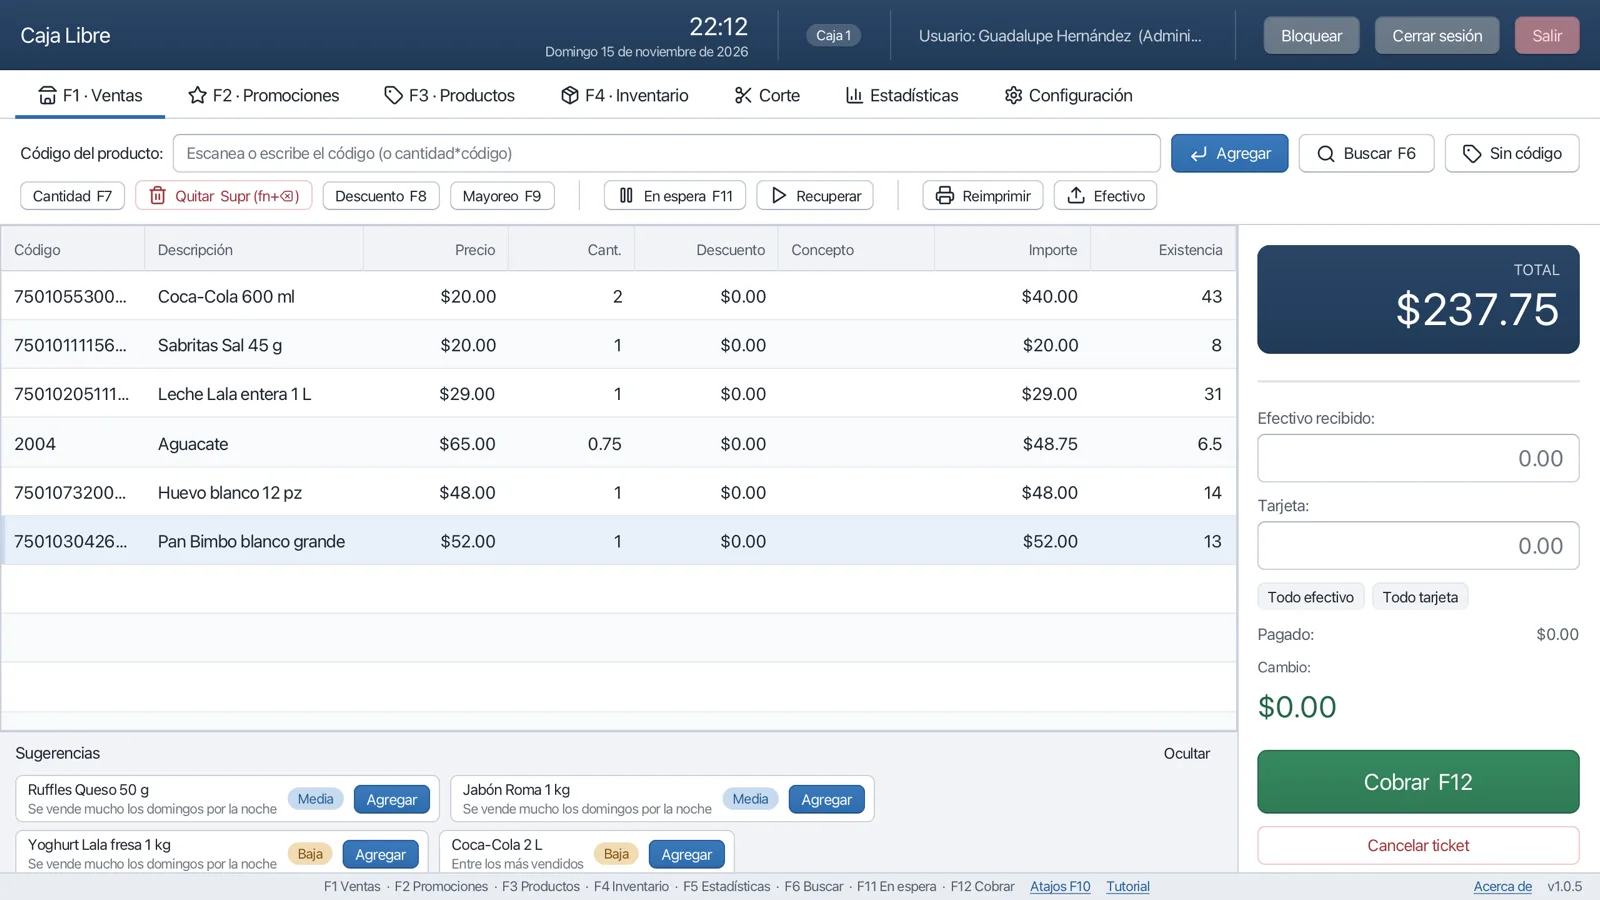 Caja Libre
22:12
Domingo 15 de noviembre de 2026
Caja 1
Usuario: Guadalupe Hernández (Admini...
Bloquear
Cerrar sesión
Salir
F1 · Ventas
F2 · Promociones
F3 · Productos
F4 · Inventario
Corte
Estadísticas
Configuración
Código del producto:
Escanea o escribe el código (o cantidad*código)
Agregar
Buscar F6
Sin código
Cantidad F7
Quitar Supr (fn+⌫)
Descuento F8
Mayoreo F9
En espera F11
Recuperar
Reimprimir
Efectivo
Código Descripción Precio Cant. Descuento Concepto Importe Existencia
7501055300... Coca-Cola 600 ml $20.00 2 $0.00 $40.00 43
75010111156... Sabritas Sal 45 g $20.00 1 $0.00 $20.00 8
75010205111... Leche Lala entera 1 L $29.00 1 $0.00 $29.00 31
2004 Aguacate $65.00 0.75 $0.00 $48.75 6.5
7501073200... Huevo blanco 12 pz $48.00 1 $0.00 $48.00 14
7501030426... Pan Bimbo blanco grande $52.00 1 $0.00 $52.00 13
TOTAL
$237.75
Efectivo recibido:
0.00
Tarjeta:
0.00
Todo efectivo
Todo tarjeta
Pagado: $0.00
Cambio:
$0.00
Cobrar F12
Cancelar ticket
Sugerencias
Ocultar
Ruffles Queso 50 g
Se vende mucho los domingos por la noche
Media
Agregar
Jabón Roma 1 kg
Se vende mucho los domingos por la noche
Media
Agregar
Yoghurt Lala fresa 1 kg
Se vende mucho los domingos por la noche
Baja
Agregar
Coca-Cola 2 L
Entre los más vendidos
Baja
Agregar
F1 Ventas · F2 Promociones · F3 Productos · F4 Inventario · F5 Estadísticas · F6 Buscar · F11 En espera · F12 Cobrar Atajos F10 Tutorial
Acerca de v1.0.5